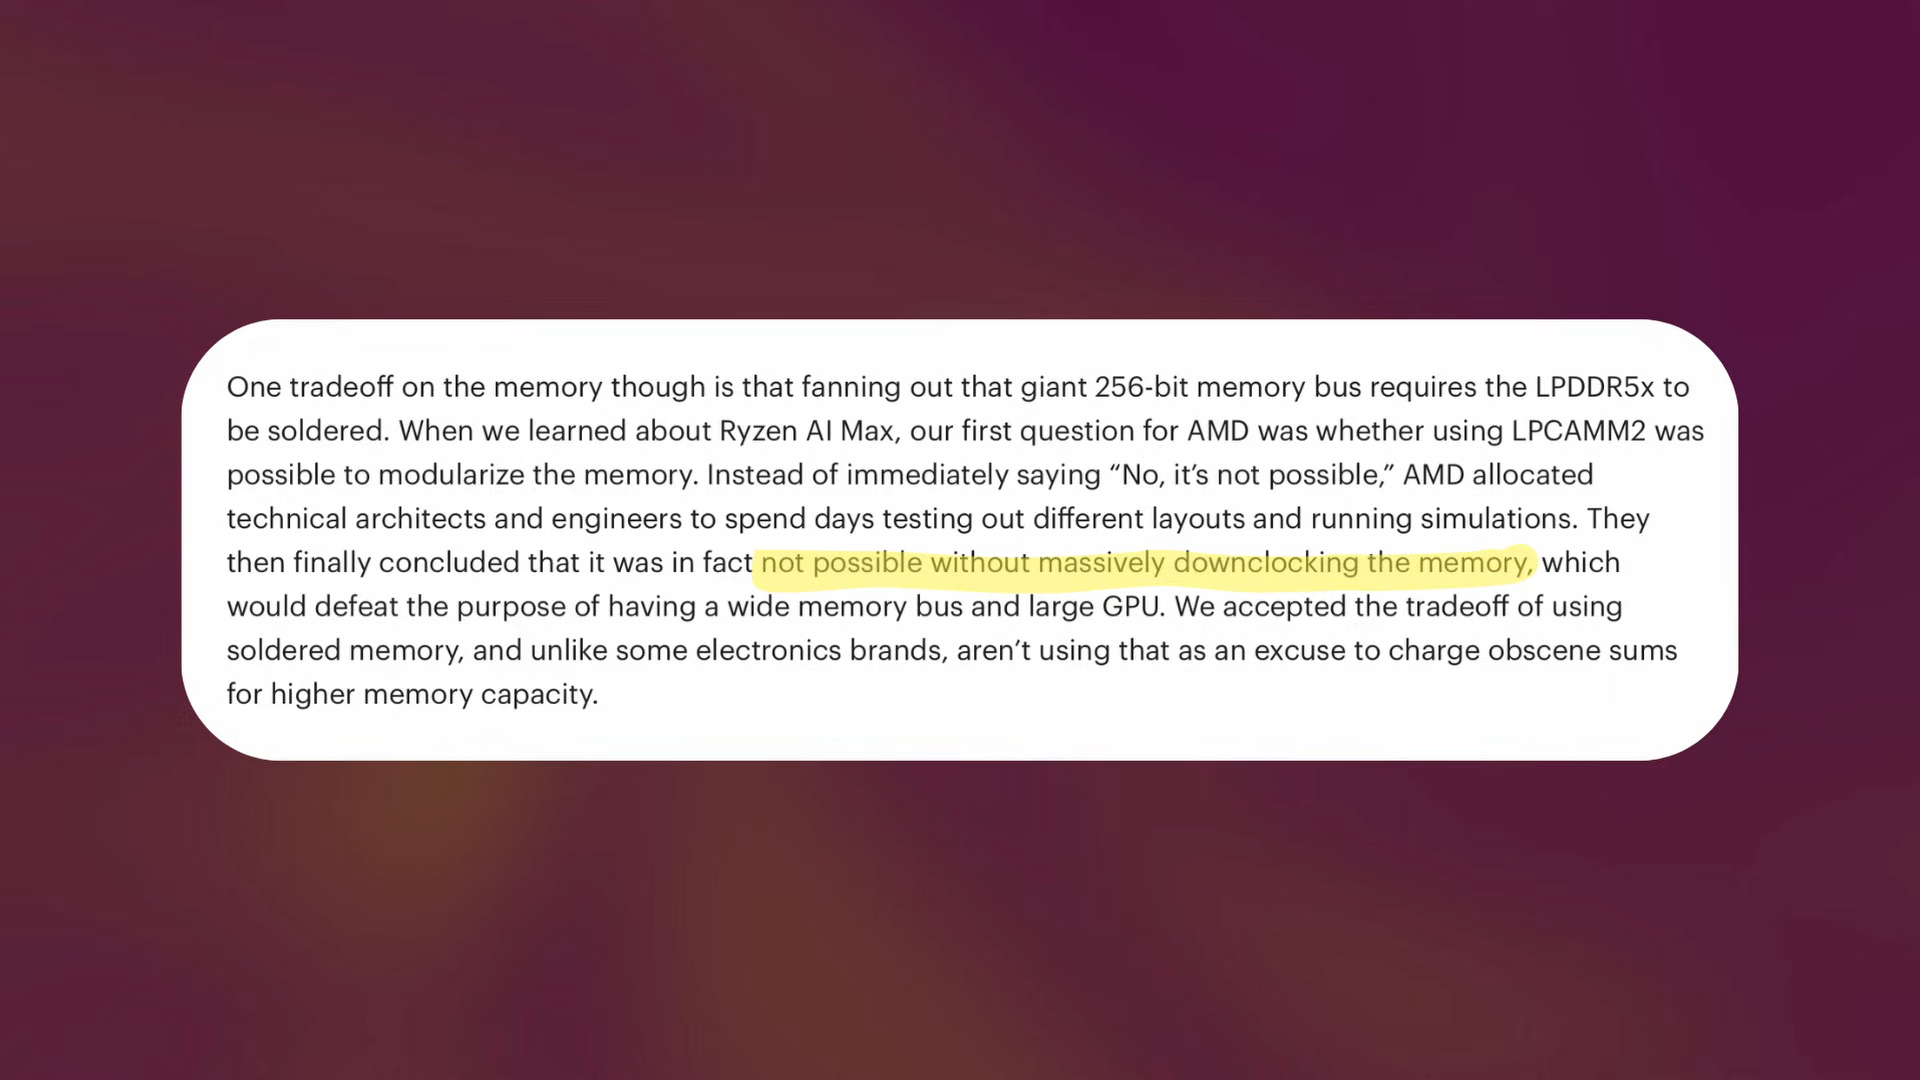 One tradeoff on the memory though is that fanning out that giant 256-bit memory bus requires the LPDDR5x to
be soldered. When we learned about Ryzen AI Max, our first question for AMD was whether using LPCAMM2 was
possible to modularize the memory. Instead of immediately saying “No, it’s not possible,” AMD allocated
technical architects and engineers to spend days testing out different layouts and running simulations. They
then finally concluded that it was in fact not possible without massively downclocking the memory, which
would defeat the purpose of having a wide memory bus and large GPU. We accepted the tradeoff of using
soldered memory, and unlike some electronics brands, aren’t using that as an excuse to charge obscene sums
for higher memory capacity.